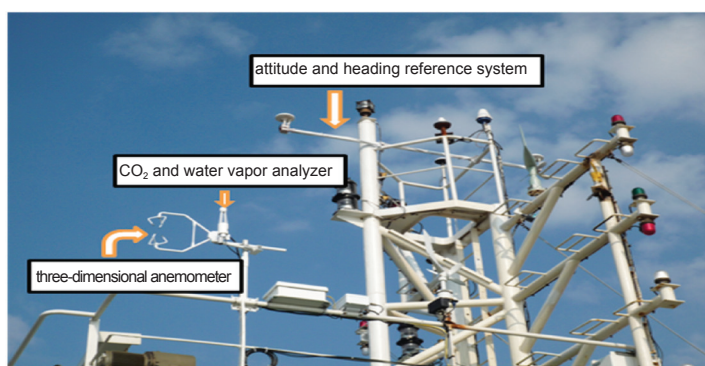 attitude and heading reference system
CO₂ and water vapor analyzer
three-dimensional anemometer